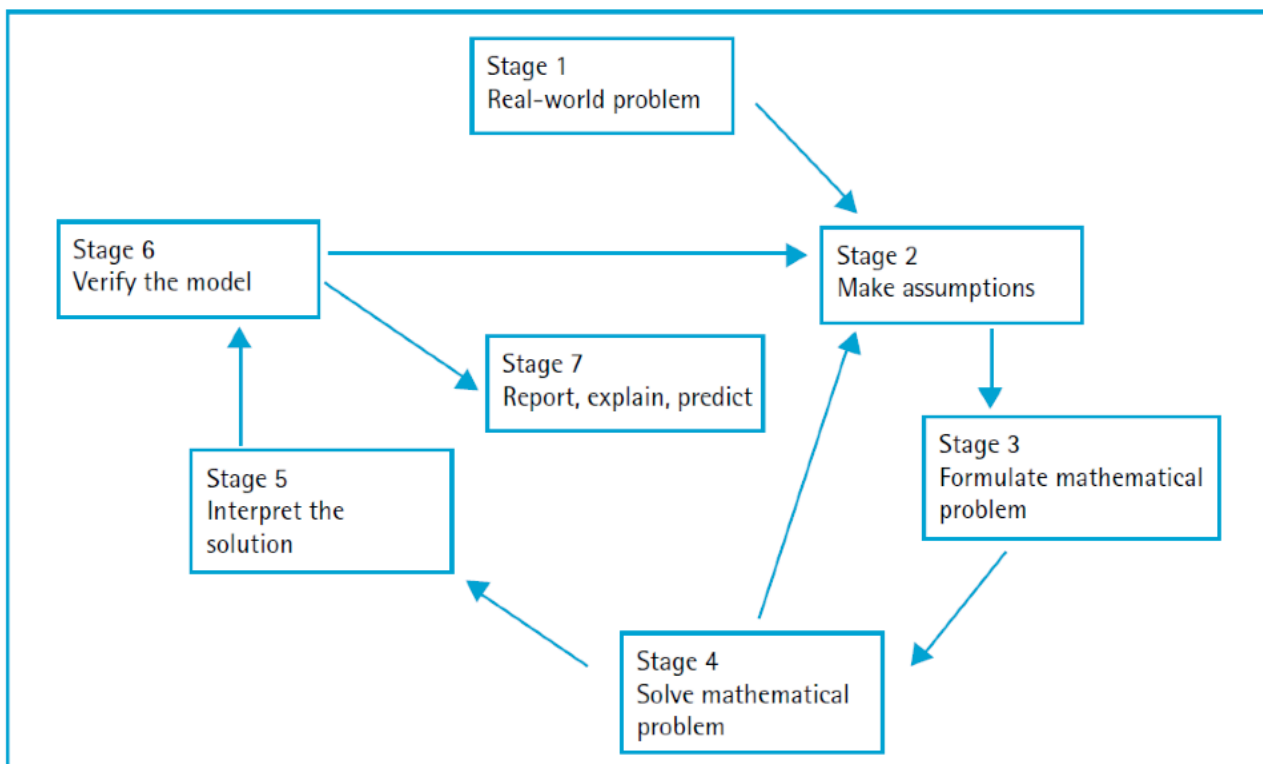 Stage 1
Real-world problem
Stage 6
Verify the model
Stage 2
Make assumptions
Stage 7
Report, explain, predict
Stage 3
Formulate mathematical
problem
Stage 5
Interpret the
solution
Stage 4
Solve mathematical
problem